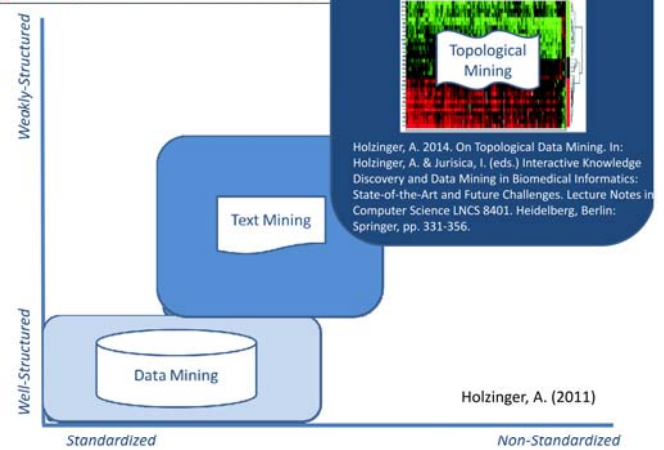 Weakly-Structured
Topological
Mining
Holzinger, A. 2014. On Topological Data Mining. In:
Holzinger, A. & Jurisica, I. (eds.) Interactive Knowledge
Discovery and Data Mining in Biomedical Informatics:
State-of-the-Art and Future Challenges. Lecture Notes in
Computer Science LNCS 8401. Heidelberg, Berlin:
Springer, pp. 331-356.
Text Mining
Well-Structured
Data Mining
Holzinger, A. (2011)
Standardized
Non-Standardized